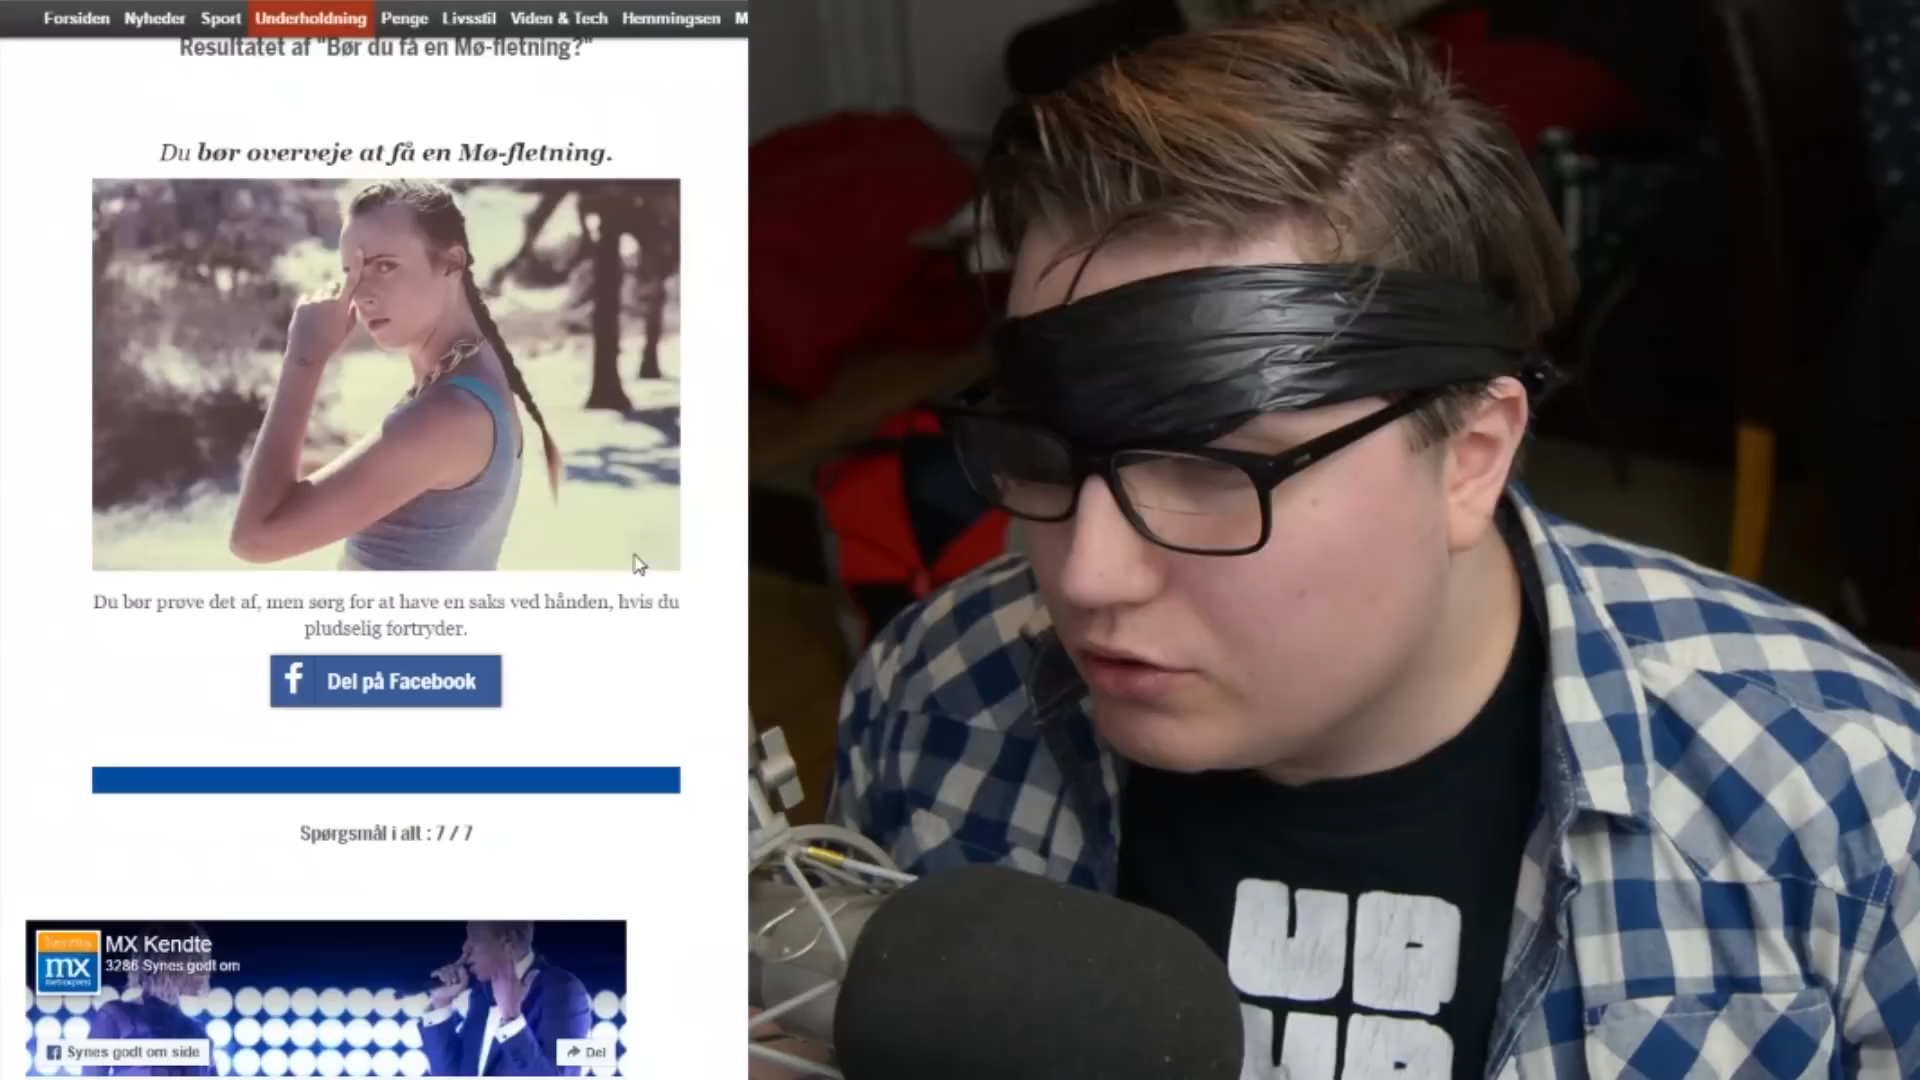 Forsiden Nyheder Sport Underholdning Penge Livsstil Viden & Tech Hemmingsen M
Resultatet af "Bør du få en Mø-fletning?"
Du bør overveje at få en Mø-fletning.
Du bør prøve det af, men sørg for at have en saks ved hånden, hvis du
pludselig fortryder.
f Del på Facebook
Spørgsmål i alt : 7 / 7
mx
metroxpress
MX Kendte
3286 Synes godt om
Synes godt om side
Del